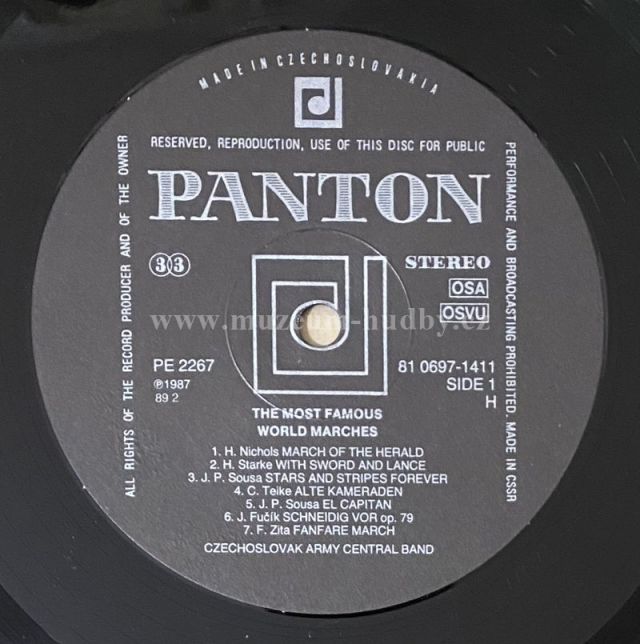 MADE IN CZECHOSLOVAKIA
RESERVED, REPRODUCTION, USE OF THIS DISC FOR PUBLIC
PERFORMANCE AND BROADCASTING PROHIBITED. MADE IN CSSR
ALL RIGHTS OF THE RECORD PRODUCER AND OF THE OWNER
PANTON
33
STEREO
OSA
OSVU
www.muzeum-hudby.cz
PE 2267
℗1987
89 2
81 0697-1411
SIDE 1
H
THE MOST FAMOUS
WORLD MARCHES
1. H. Nichols MARCH OF THE HERALD
2. H. Starke WITH SWORD AND LANCE
3. J. P. Sousa STARS AND STRIPES FOREVER
4. C. Teike ALTE KAMERADEN
5. J. P. Sousa EL CAPITAN
6. J. Fučík SCHNEIDIG VOR op. 79
7. F. Zita FANFARE MARCH
CZECHOSLOVAK ARMY CENTRAL BAND